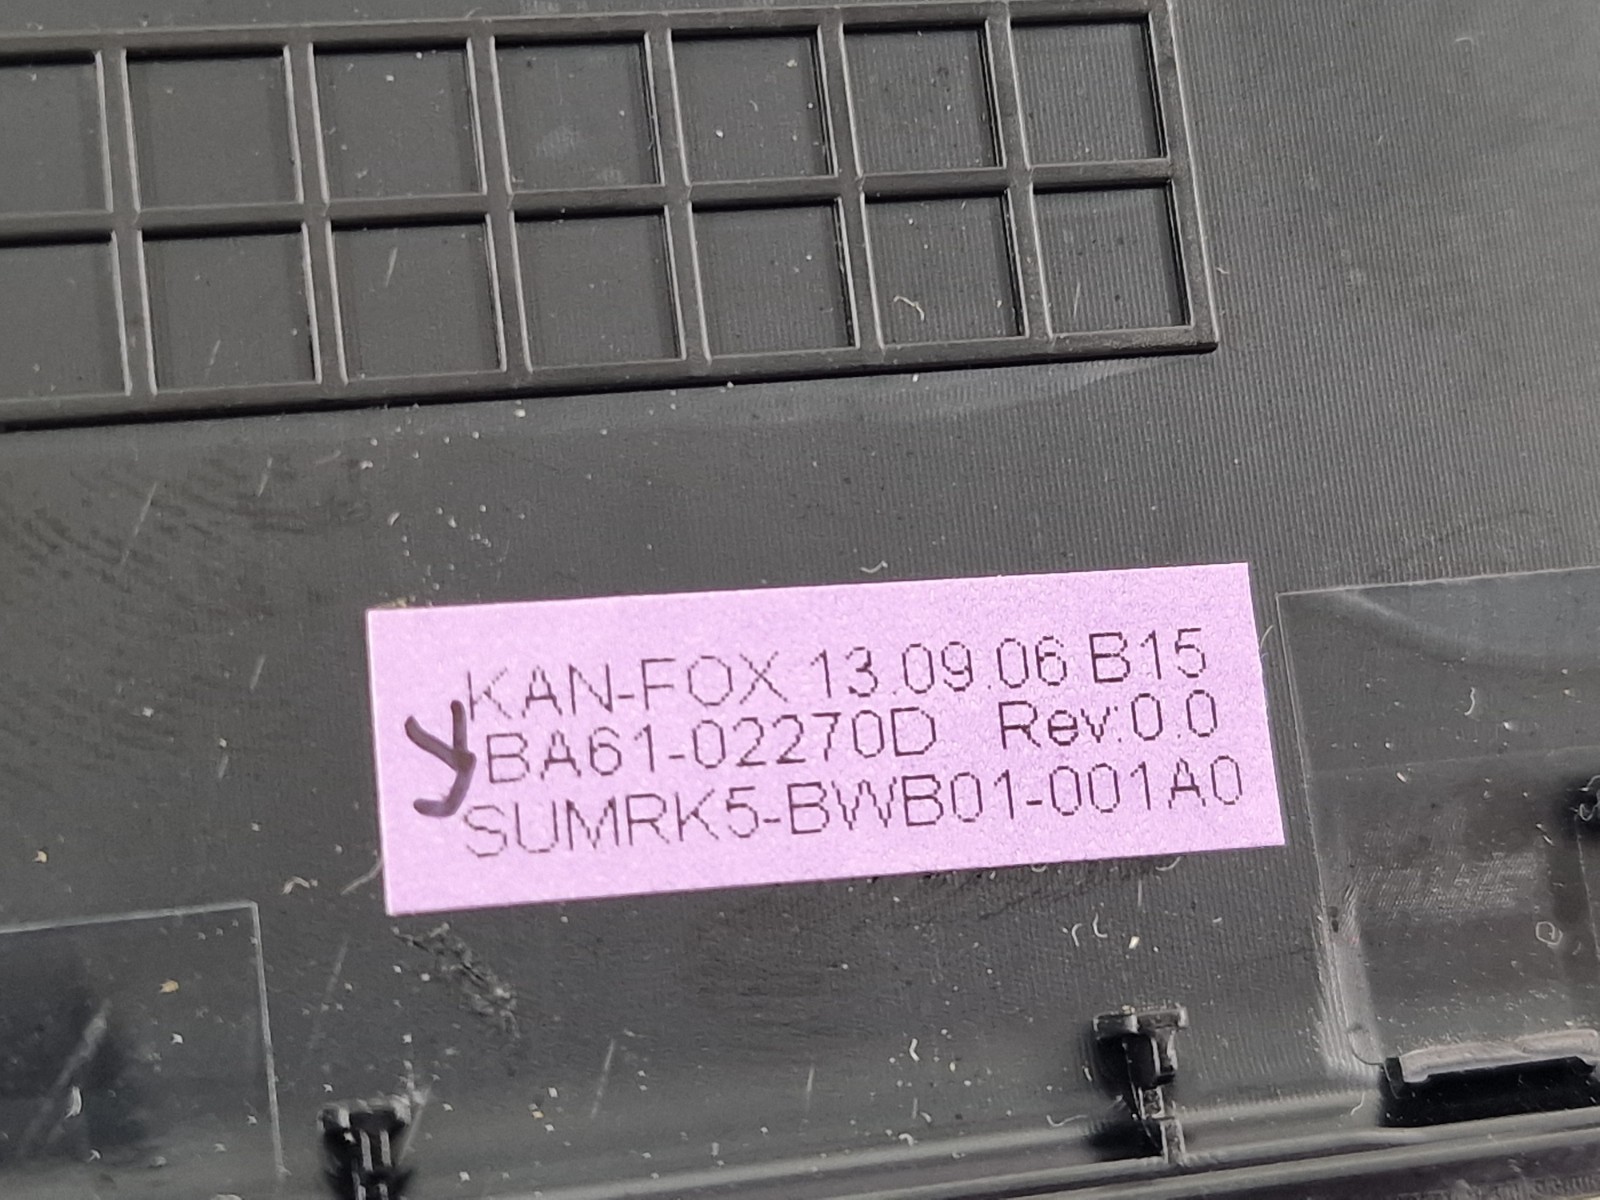 KAN-FOX 13.09.06 B15
y
BA61-02270D Rev:0.0
SUMRK5-BWB01-001A0